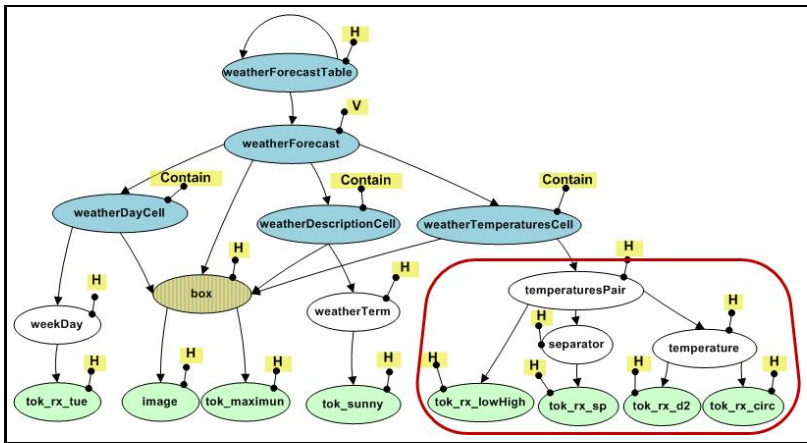 H
weatherForecastTable
V
weatherForecast
Contain
Contain
Contain
weatherDayCell
weatherDescriptionCell
weatherTemperaturesCell
H
H
H
box
temperaturesPair
H
H
H
H
weekDay
weatherTerm
separator
temperature
H
H
H
H
H
H
H
tok_rx_tue
image
tok_maximun
tok_sunny
tok_rx_lowHigh
tok_rx_sp
tok_rx_d2
tok_rx_circ